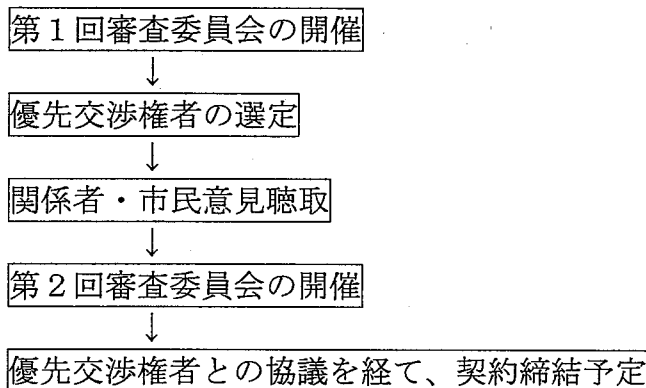 第１回審査委員会の開催
↓
優先交渉権者の選定
↓
関係者・市民意見聴取
↓
第２回審査委員会の開催
↓
優先交渉権者との協議を経て、契約締結予定